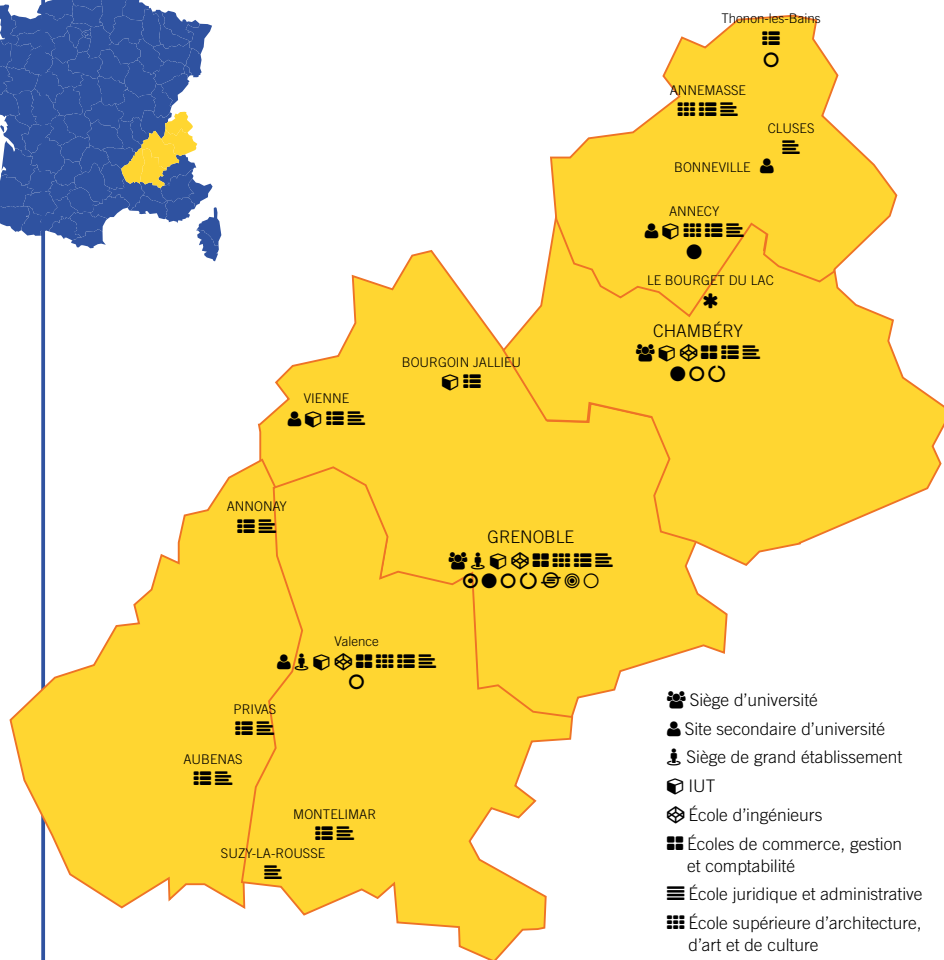 Thonon-les-Bains
ANNEMASSE
CLUSES
BONNEVILLE
ANNECY
LE BOURGET DU LAC
CHAMBÉRY
BOURGOIN JALLIEU
VIENNE
ANNONAY
GRENOBLE
Valence
PRIVAS
AUBENAS
MONTELIMAR
SUZY-LA-ROUSSE
Siège d’université
Site secondaire d’université
Siège de grand établissement
IUT
École d’ingénieurs
Écoles de commerce, gestion
et comptabilité
École juridique et administrative
École supérieure d’architecture,
d’art et de culture